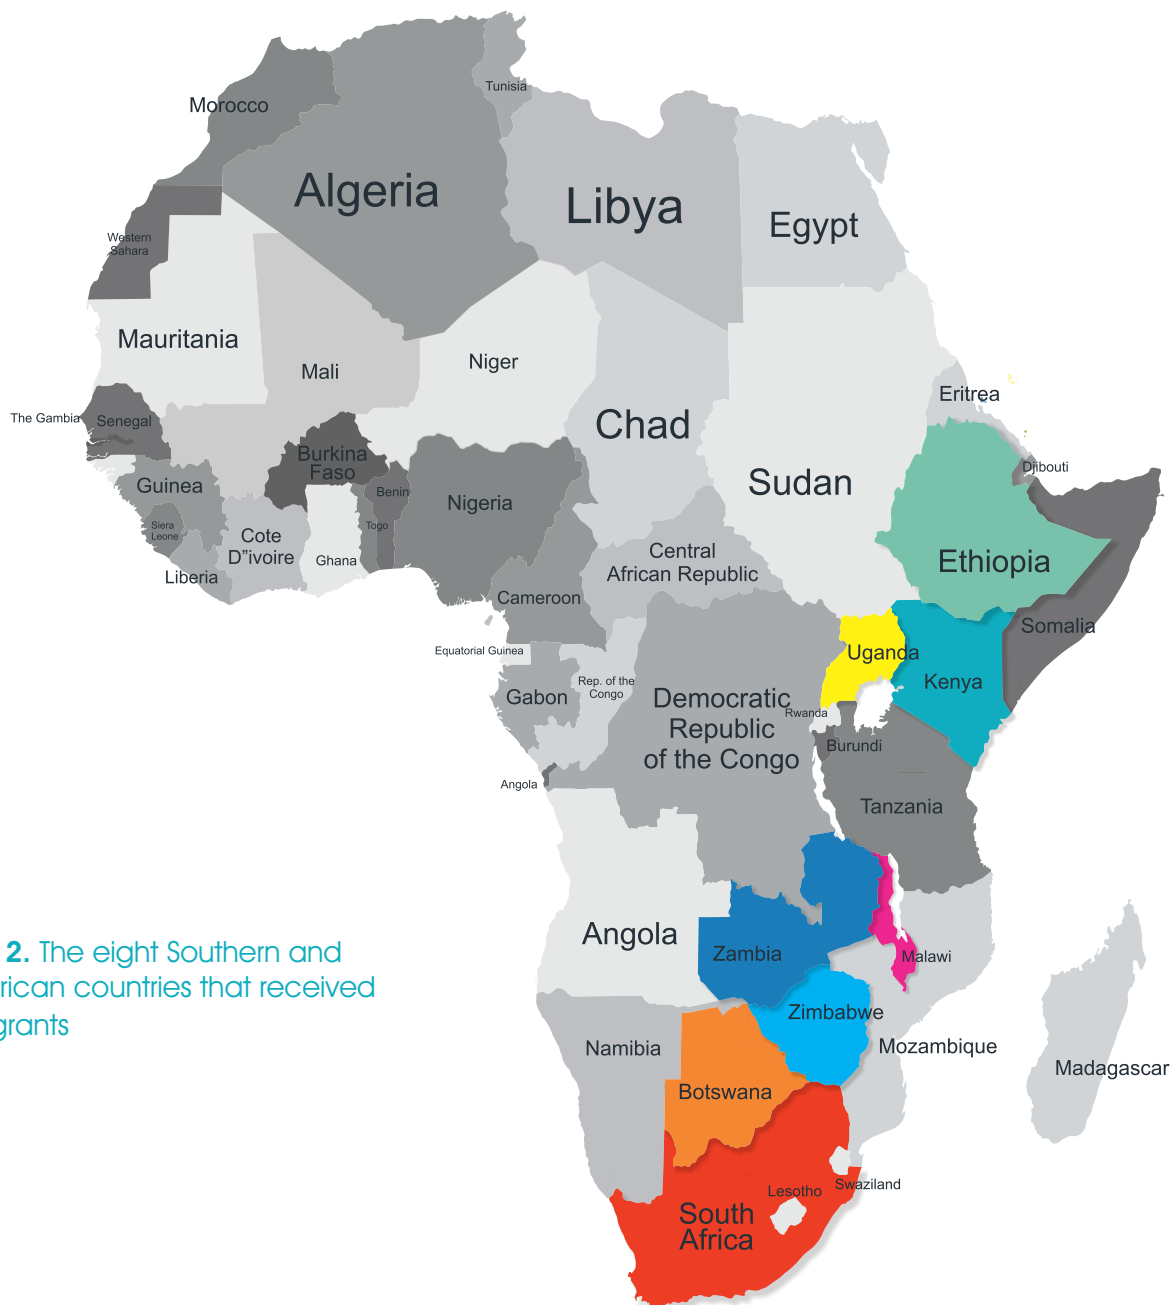 Tunisia
Morocco
Algeria
Libya
Egypt
Western
Sahara
Mauritania
Mali
Niger
Chad
Sudan
Eritrea
The Gambia
Senegal
Burkina
Faso
Djibouti
Guinea
Benin
Nigeria
Siera
Leone
Togo
Cote
D"ivoire
Ghana
Central
African Republic
Ethiopia
Liberia
Cameroon
Somalia
Equatorial Guinea
Uganda
Kenya
Gabon
Rep. of the
Congo
Democratic
Republic
of the Congo
Rwanda
Burundi
Angola
Tanzania
Angola
Zambia
Malawi
2. The eight Southern and
rican countries that received
grants
Zimbabwe
Namibia
Mozambique
Madagascar
Botswana
Swaziland
Lesotho
South
Africa